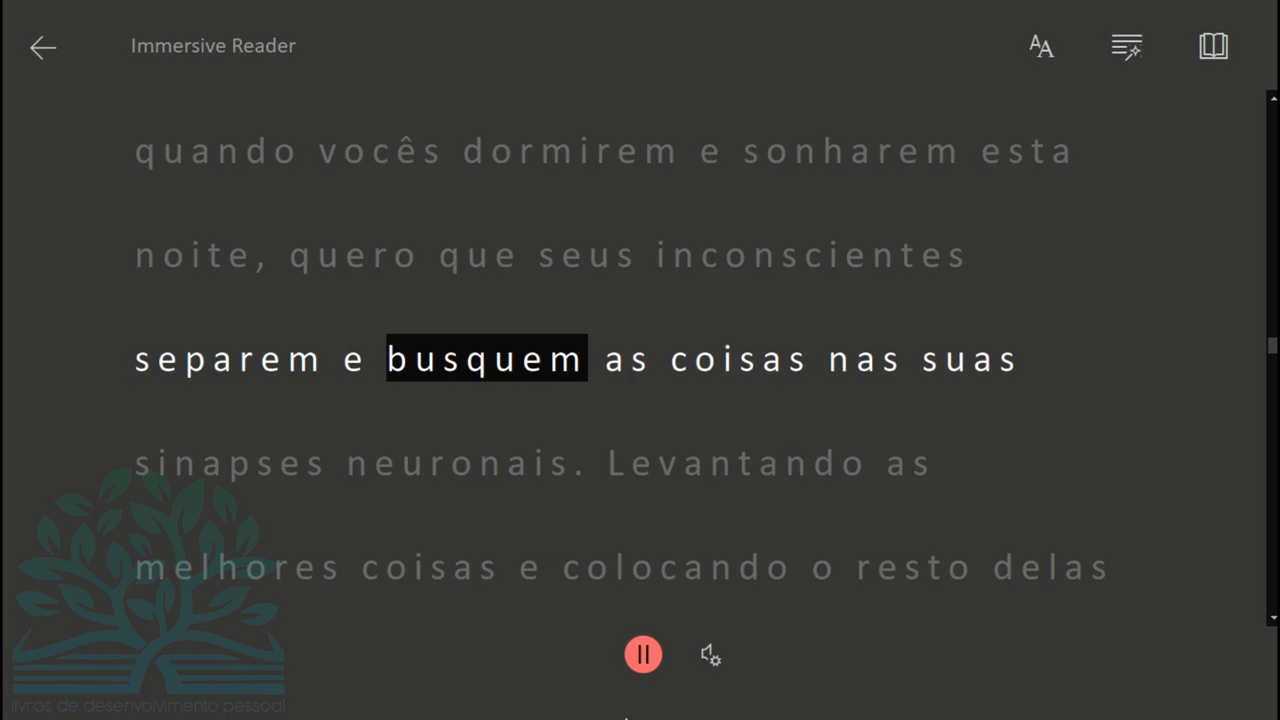 Immersive Reader
quando vocês dormirem e sonharem esta
noite, quero que seus inconscientes
separem e busquem as coisas nas suas
sinapses neuronais. Levantando as
melhores coisas e colocando o resto delas
livros de desenvolvimento pessoal